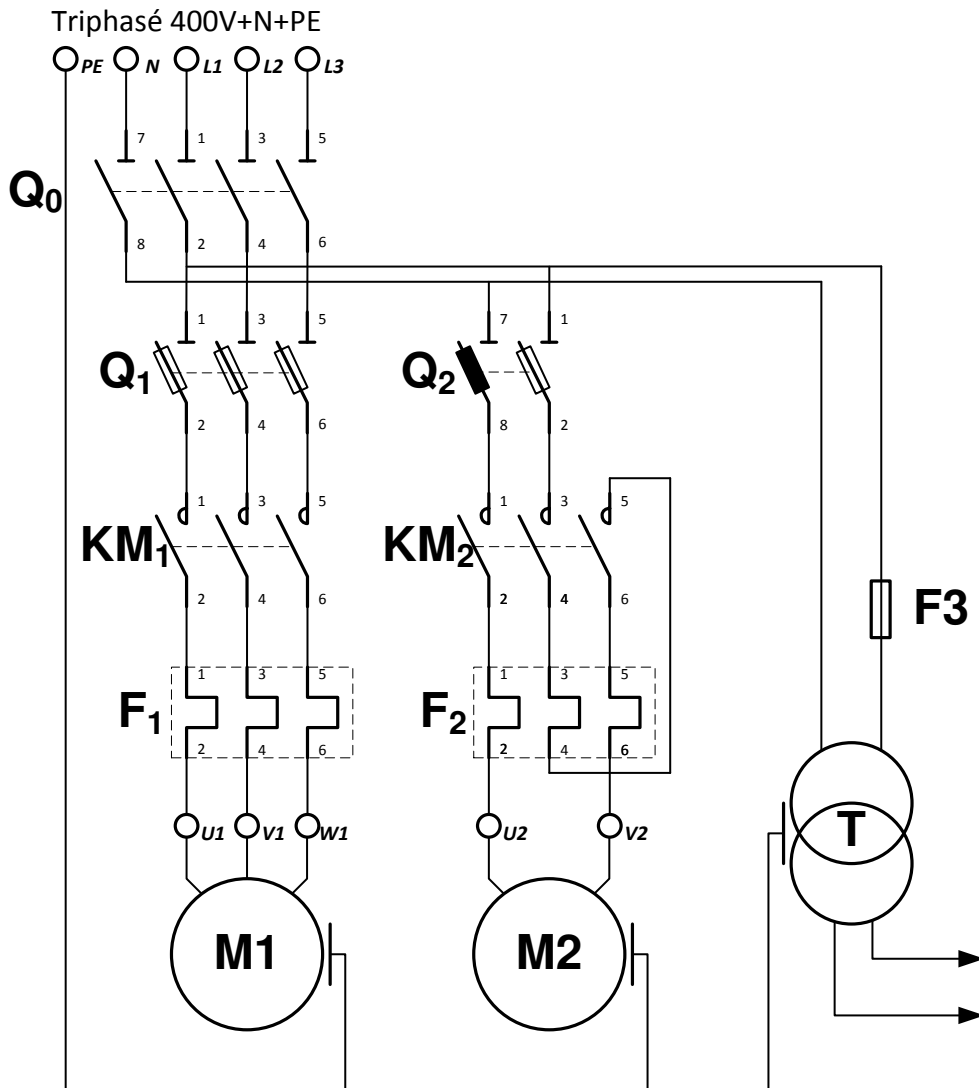 Triphasé 400V+N+PE
PE N L1 L2 L3
7 1 3 5
Q0
8 2 4 6
1 3 5 7 1
Q1 Q2
2 4 6 8 2
1 3 5 1 3 5
KM1 KM2
2 4 6 2 4 6
F3
1 3 5 1 3 5
F1 F2
2 4 6 2 4 6
U1 V1 W1 U2 V2
T
M1 M2